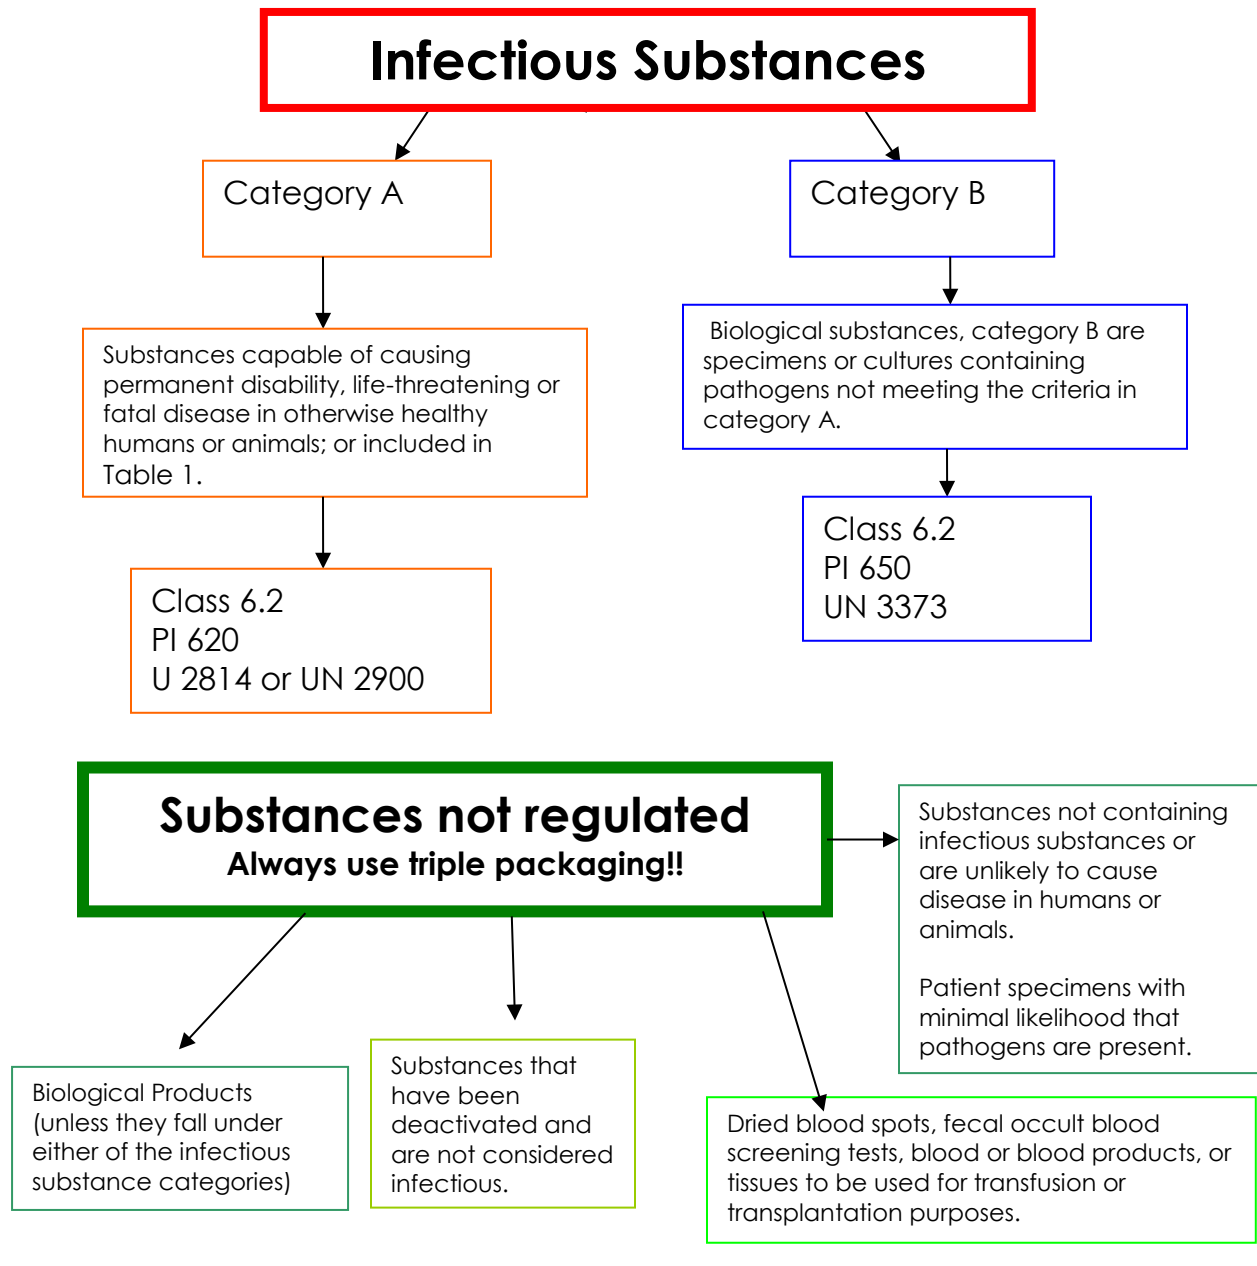 Infectious Substances
Category A
Category B
Substances capable of causing
permanent disability, life-threatening or
fatal disease in otherwise healthy
humans or animals; or included in
Table 1.
Biological substances, category B are
specimens or cultures containing
pathogens not meeting the criteria in
category A.
Class 6.2
PI 620
U 2814 or UN 2900
Class 6.2
PI 650
UN 3373
Substances not regulated
Always use triple packaging!!
Substances not containing
infectious substances or
are unlikely to cause
disease in humans or
animals.
Patient specimens with
minimal likelihood that
pathogens are present.
Biological Products
(unless they fall under
either of the infectious
substance categories)
Substances that
have been
deactivated and
are not considered
infectious.
Dried blood spots, fecal occult blood
screening tests, blood or blood products, or
tissues to be used for transfusion or
transplantation purposes.